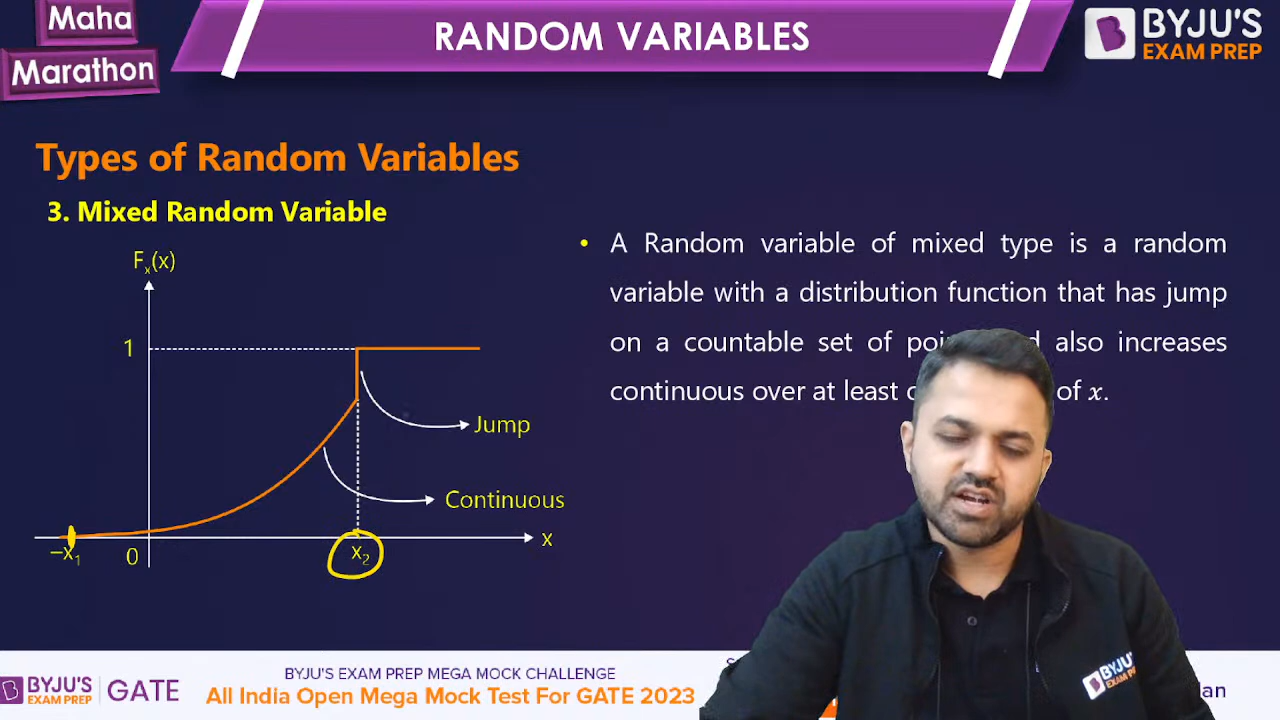 Maha
Marathon
RANDOM VARIABLES
BYJU'S
EXAM PREP
Types of Random Variables
3. Mixed Random Variable
Fx(x)
1
Jump
Continuous
–x1
0
x2
x
• A Random variable of mixed type is a random
variable with a distribution function that has jump
on a countable set of also increases
continuous over at least of x.
BYJU'S
EXAM PREP
BYJU'S
EXAM PREP
GATE
BYJU'S EXAM PREP MEGA MOCK CHALLENGE
All India Open Mega Mock Test For GATE 2023